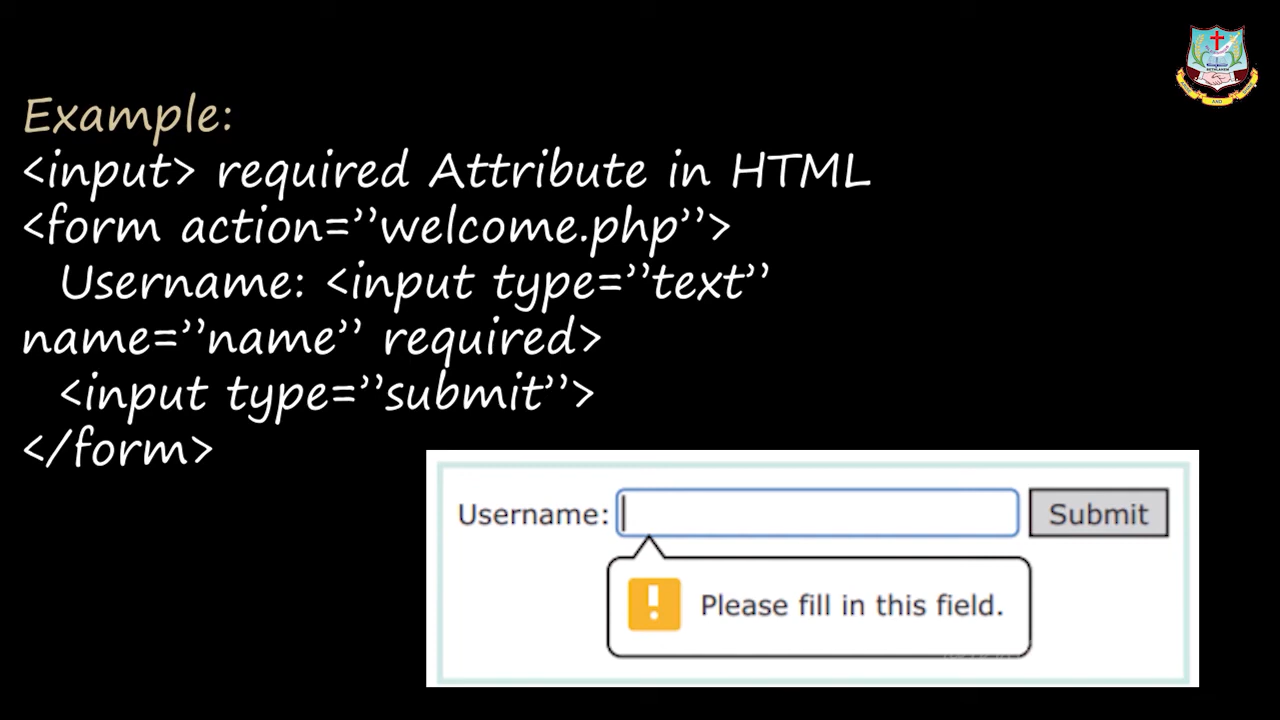 Example:
<input> required Attribute in HTML
<form action=’’welcome.php’’>
Username: <input type=’’text’’
name=’’name’’ required>
<input type=’’submit’’>
</form>
Username:
Submit
Please fill in this field.
AND